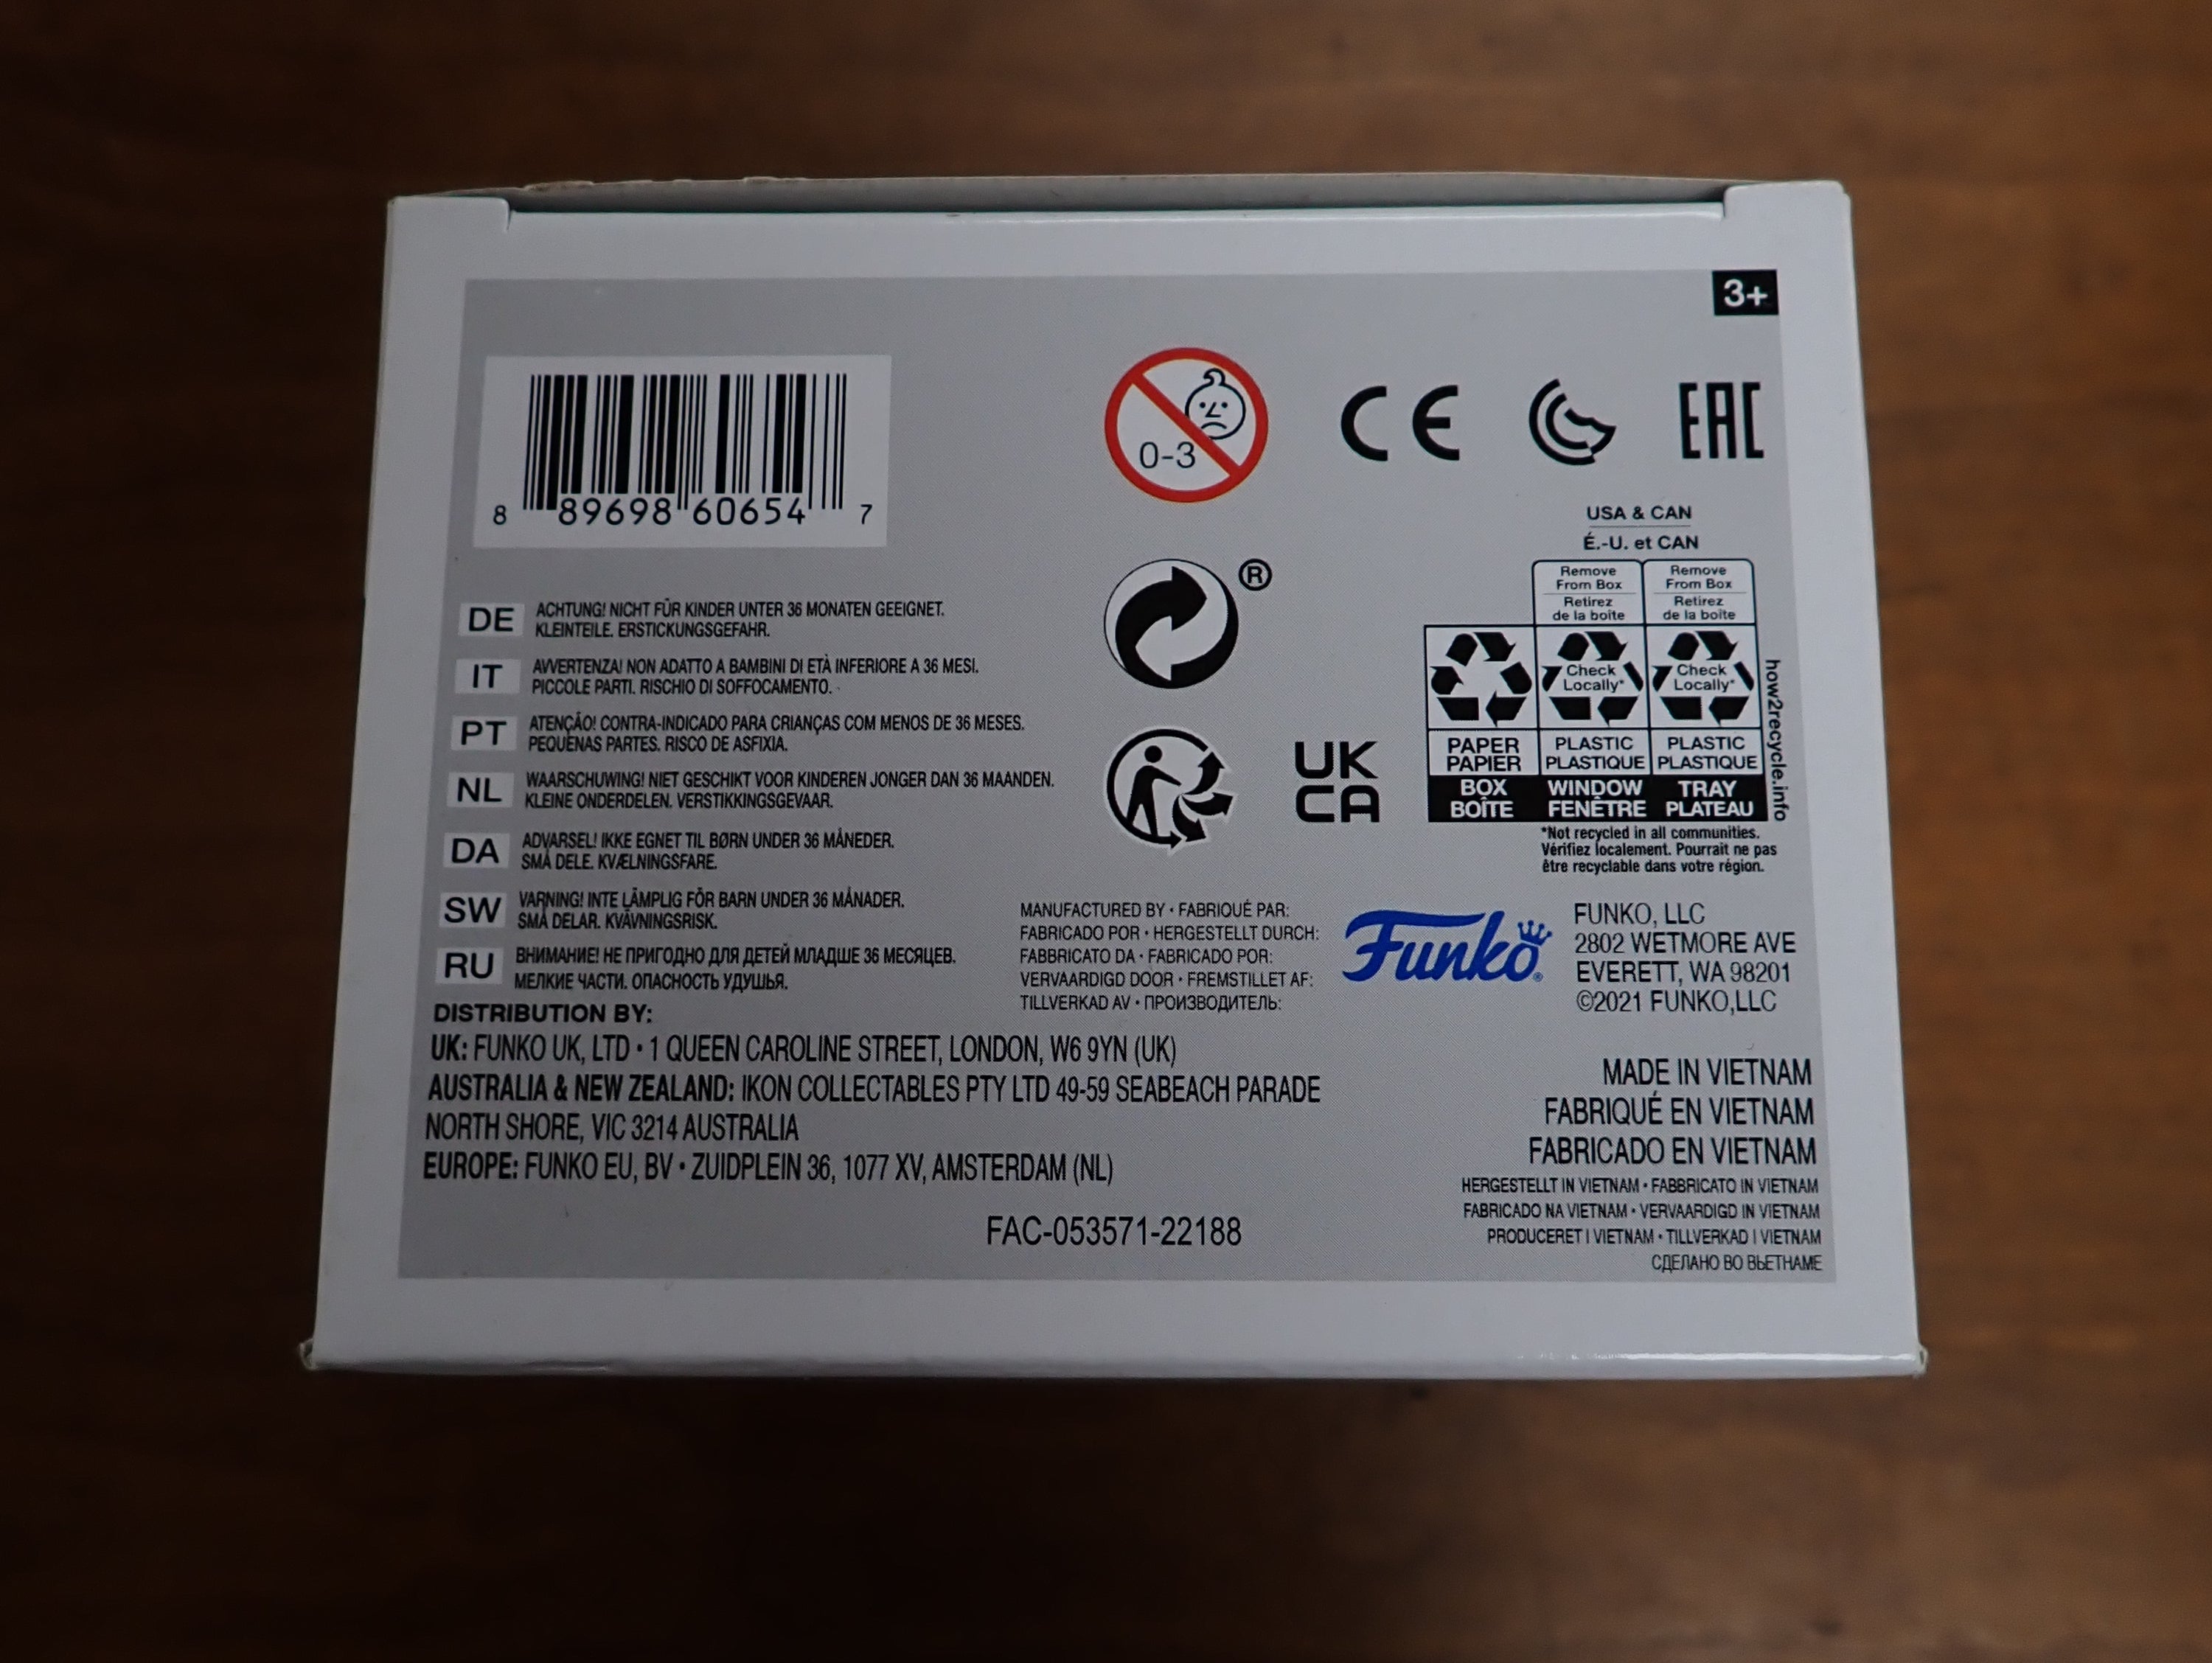 3+
8 89698 60654 7
0-3
CE
EAC
USA & CAN
É.-U. et CAN
Remove From Box
Retirez de la boîte
Remove From Box
Retirez de la boîte
Check Locally*
Check Locally*
PAPER PAPIER
PLASTIC PLASTIQUE
PLASTIC PLASTIQUE
BOX BOÎTE
WINDOW FENÊTRE
TRAY PLATEAU
how2recycle.info
*Not recycled in all communities.
Vérifiez localement. Pourrait ne pas
être recyclable dans votre région.
®
UK
CA
DE ACHTUNG! NICHT FÜR KINDER UNTER 36 MONATEN GEEIGNET.
KLEINTEILE. ERSTICKUNGSGEFAHR.
IT AVVERTENZA! NON ADATTO A BAMBINI DI ETÀ INFERIORE A 36 MESI.
PICCOLE PARTI. RISCHIO DI SOFFOCAMENTO.
PT ATENÇÃO! CONTRA-INDICADO PARA CRIANÇAS COM MENOS DE 36 MESES.
PEQUENAS PARTES. RISCO DE ASFIXIA.
NL WAARSCHUWING! NIET GESCHIKT VOOR KINDEREN JONGER DAN 36 MAANDEN.
KLEINE ONDERDELEN. VERSTIKKINGSGEVAAR.
DA ADVARSEL! IKKE EGNET TIL BØRN UNDER 36 MÅNEDER.
SMÅ DELE. KVÆLNINGSFARE.
SW VARNING! INTE LÄMPLIG FÖR BARN UNDER 36 MÅNADER.
SMÅ DELAR. KVÄVNINGSRISK.
RU ВНИМАНИЕ! НЕ ПРИГОДНО ДЛЯ ДЕТЕЙ МЛАДШЕ 36 МЕСЯЦЕВ.
МЕЛКИЕ ЧАСТИ. ОПАСНОСТЬ УДУШЬЯ.
MANUFACTURED BY • FABRIQUÉ PAR:
FABRICADO POR • HERGESTELLT DURCH:
FABBRICATO DA • FABRICADO POR:
VERVAARDIGD DOOR • FREMSTILLET AF:
TILLVERKAD AV • ПРОИЗВОДИТЕЛЬ:
Funko®
FUNKO, LLC
2802 WETMORE AVE
EVERETT, WA 98201
©2021 FUNKO,LLC
DISTRIBUTION BY:
UK: FUNKO UK, LTD • 1 QUEEN CAROLINE STREET, LONDON, W6 9YN (UK)
AUSTRALIA & NEW ZEALAND: IKON COLLECTABLES PTY LTD 49-59 SEABEACH PARADE
NORTH SHORE, VIC 3214 AUSTRALIA
EUROPE: FUNKO EU, BV • ZUIDPLEIN 36, 1077 XV, AMSTERDAM (NL)
FAC-053571-22188
MADE IN VIETNAM
FABRIQUÉ EN VIETNAM
FABRICADO EN VIETNAM
HERGESTELLT IN VIETNAM • FABBRICATO IN VIETNAM
FABRICADO NA VIETNAM • VERVAARDIGD IN VIETNAM
PRODUCERET I VIETNAM • TILLVERKAD I VIETNAM
СДЕЛАНО ВО ВЬЕТНАМЕ